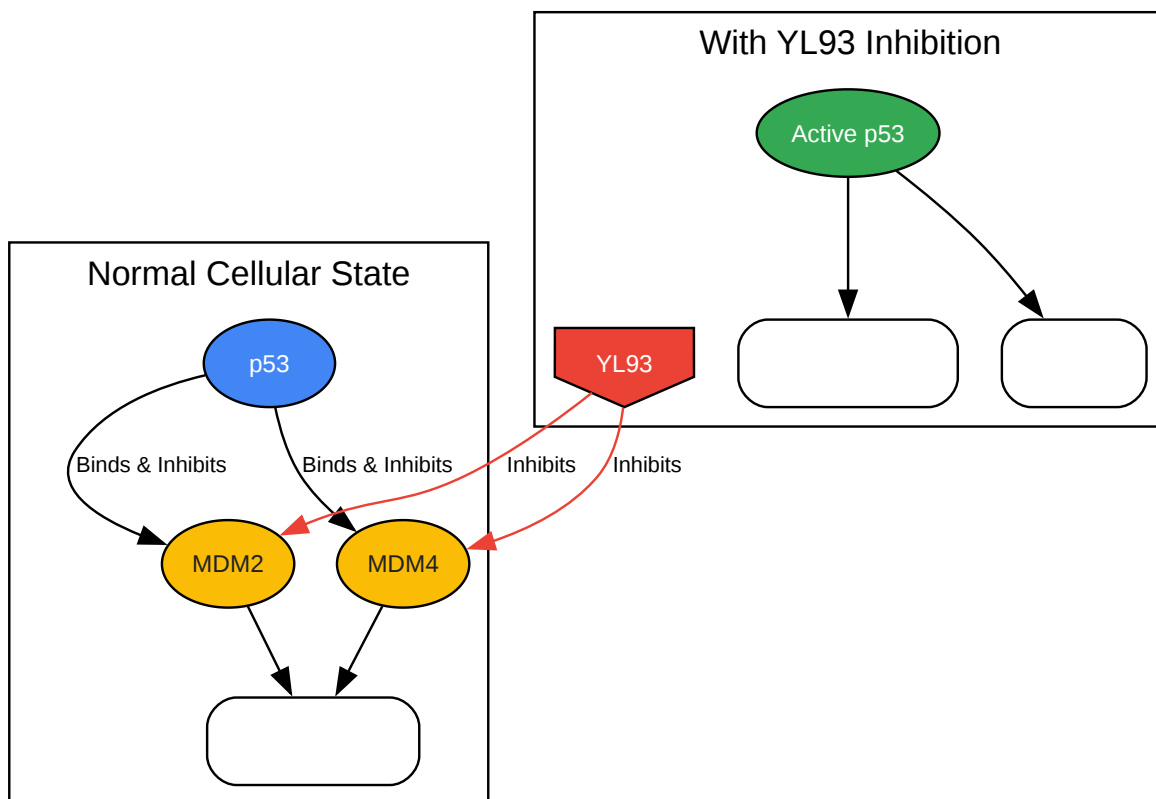 With YL93 Inhibition
Active p53
Normal Cellular State
p53
YL93
Binds & Inhibits
Binds & Inhibits
Inhibits
Inhibits
MDM2
MDM4